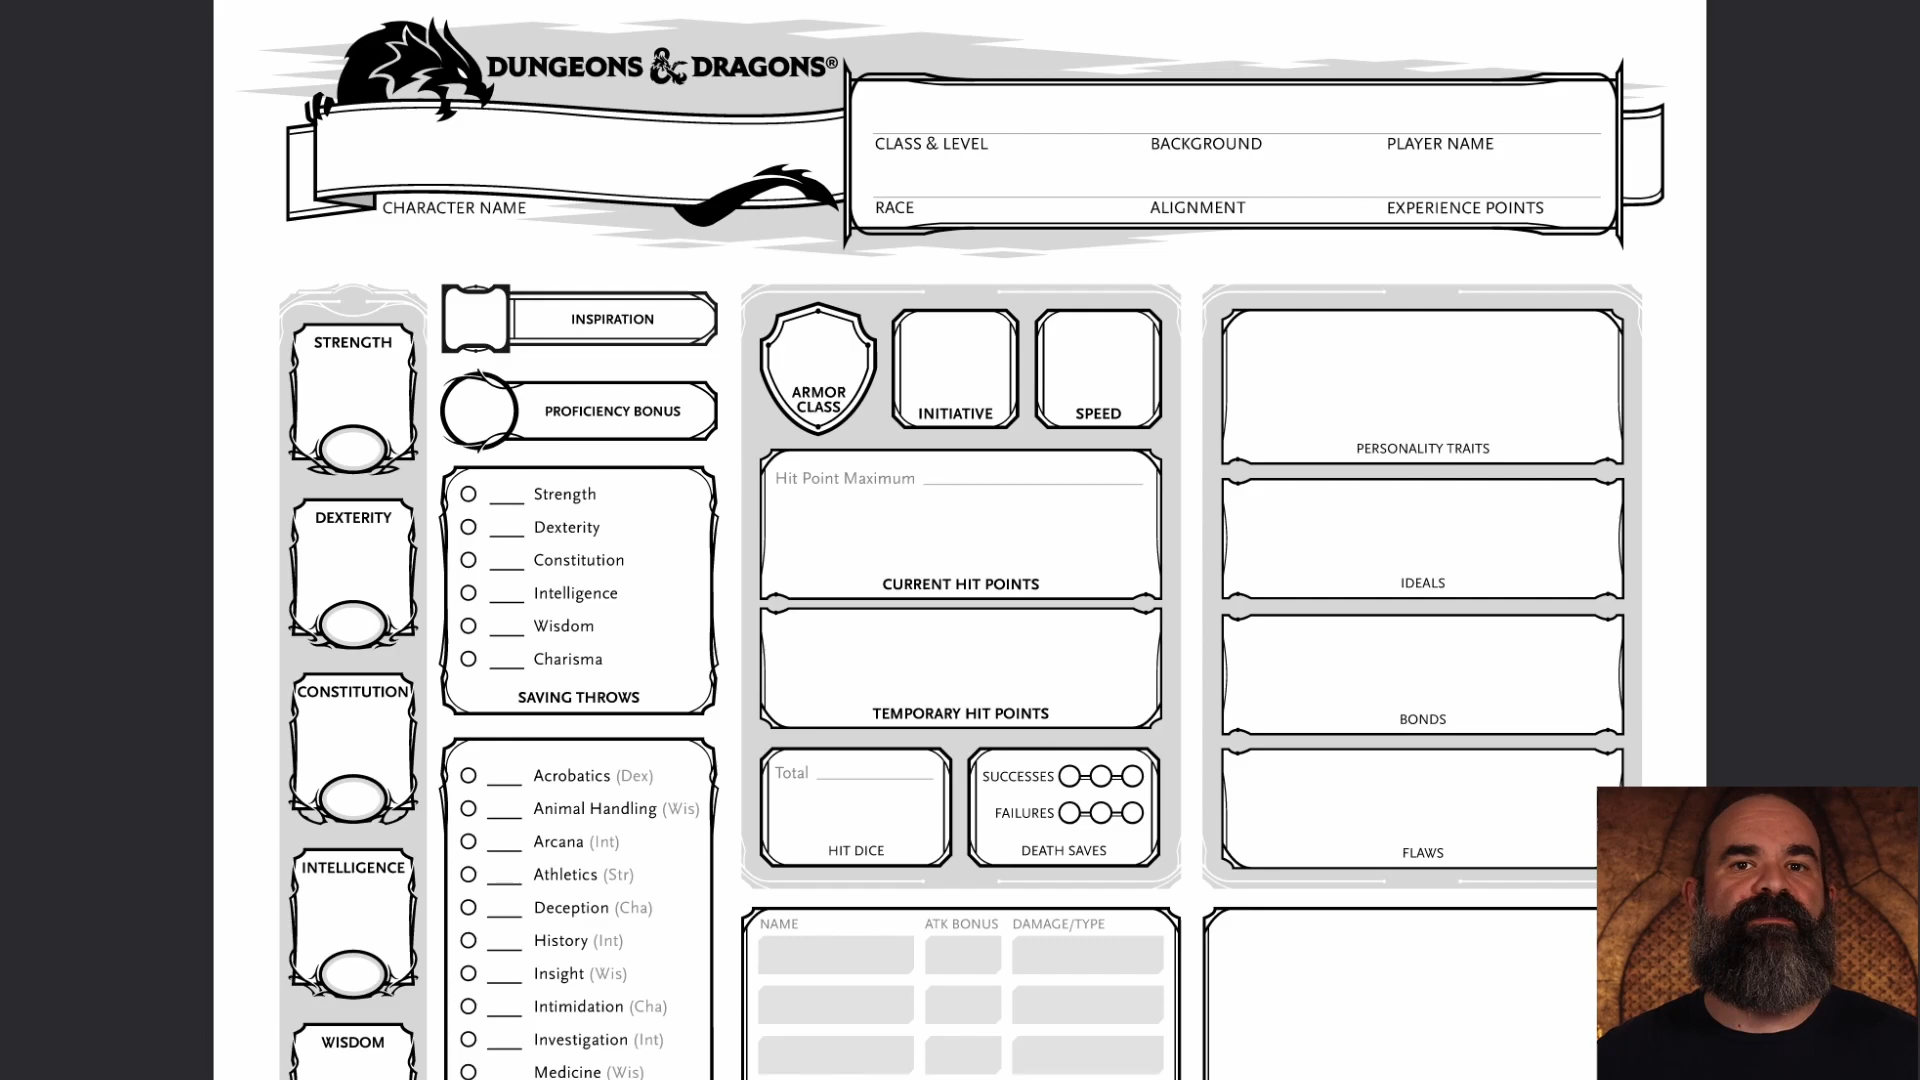 DUNGEONS & DRAGONS®
CLASS & LEVEL
BACKGROUND
PLAYER NAME
CHARACTER NAME
RACE
ALIGNMENT
EXPERIENCE POINTS
STRENGTH
DEXTERITY
CONSTITUTION
INTELLIGENCE
WISDOM
INSPIRATION
PROFICIENCY BONUS
Strength
Dexterity
Constitution
Intelligence
Wisdom
Charisma
SAVING THROWS
Acrobatics (Dex)
Animal Handling (Wis)
Arcana (Int)
Athletics (Str)
Deception (Cha)
History (Int)
Insight (Wis)
Intimidation (Cha)
Investigation (Int)
Medicine (Wis)
ARMOR
CLASS
INITIATIVE
SPEED
Hit Point Maximum
CURRENT HIT POINTS
TEMPORARY HIT POINTS
Total
HIT DICE
SUCCESSES
FAILURES
DEATH SAVES
NAME
ATK BONUS
DAMAGE/TYPE
PERSONALITY TRAITS
IDEALS
BONDS
FLAWS